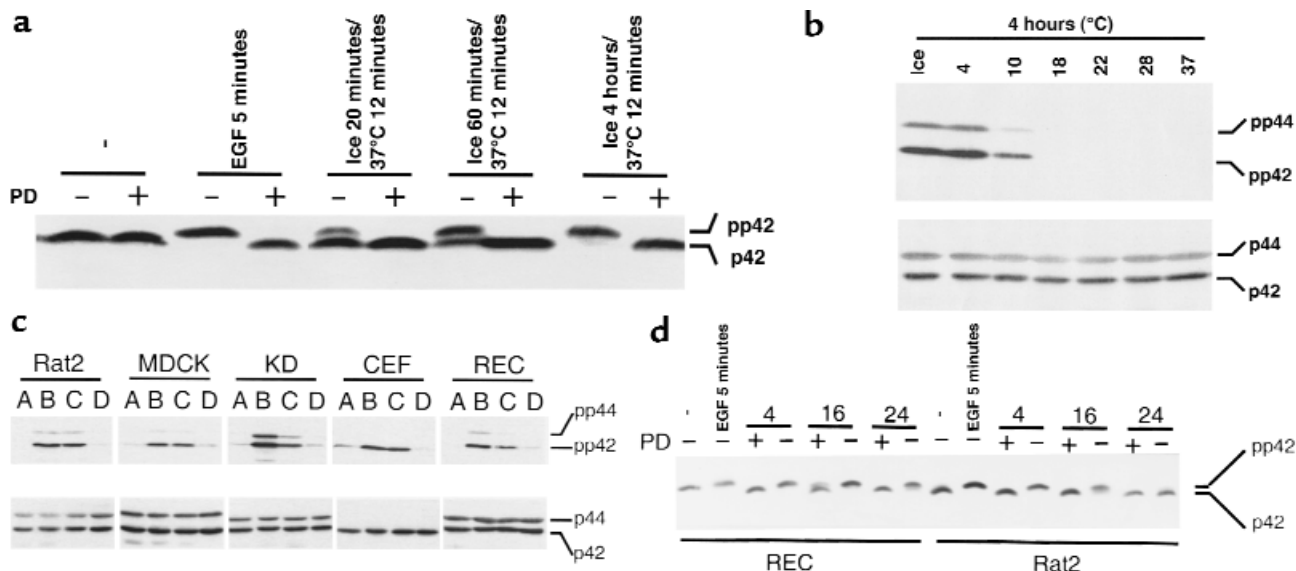 a
-
EGF 5 minutes
Ice 20 minutes/
37°C 12 minutes
Ice 60 minutes/
37°C 12 minutes
Ice 4 hours/
37°C 12 minutes
PD - + - + - + - + - +
pp42
p42
b
4 hours (°C)
Ice 4 10 18 22 28 37
pp44
pp42
p44
p42
c
Rat2 MDCK KD CEF REC
A B C D A B C D A B C D A B C D A B C D
pp44
pp42
p44
p42
d
- EGF 5 minutes 4 16 24 - EGF 5 minutes 4 16 24
PD - - + - + - + - - - + - + - + -
pp42
p42
REC Rat2